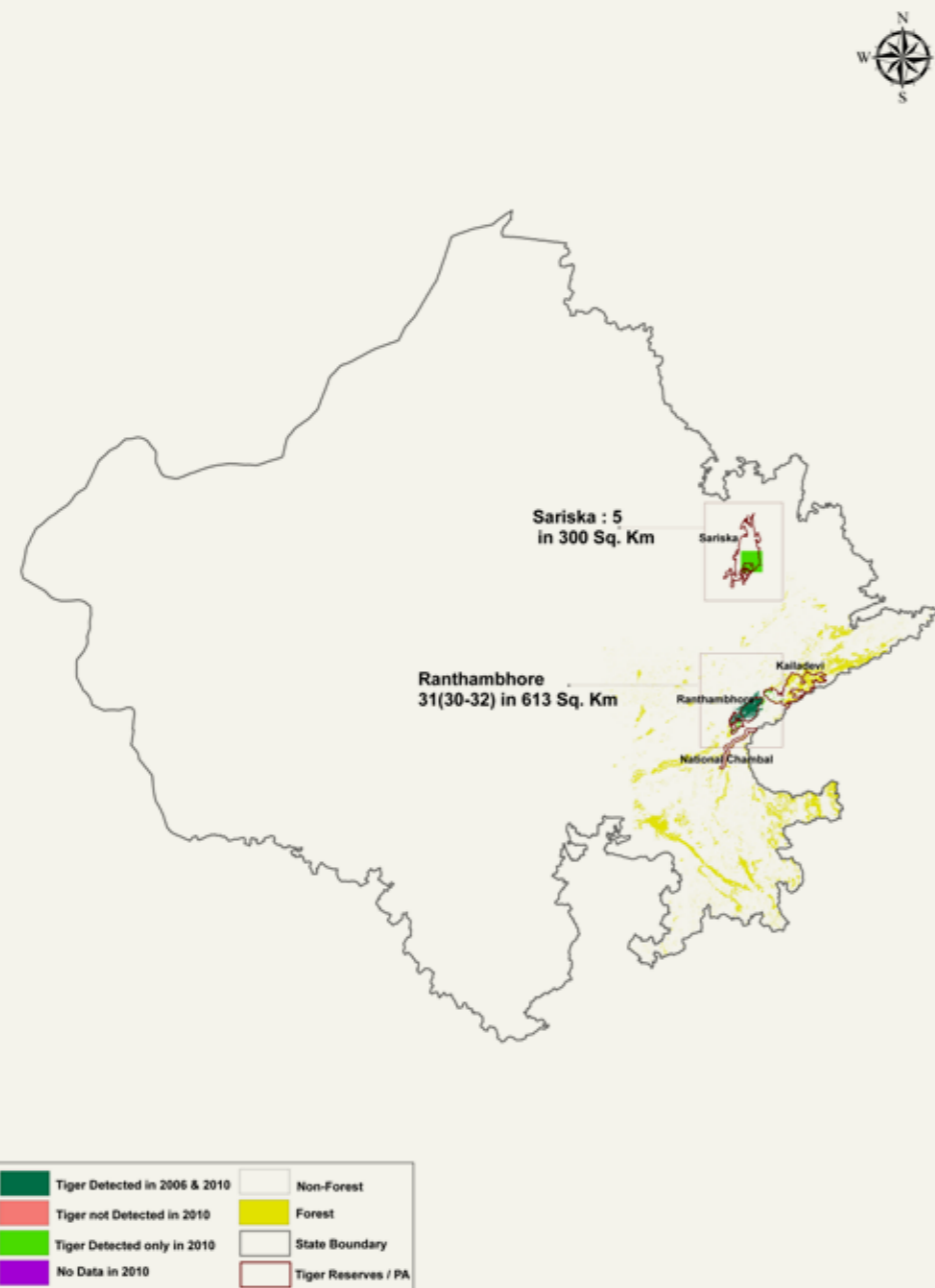 N
W
S
Sariska : 5
in 300 Sq. Km
Sariska
Kailadevi
Ranthambhore
31(30-32) in 613 Sq. Km
Ranthambhore
National Chambal
Tiger Detected in 2006 & 2010
Non-Forest
Tiger not Detected in 2010
Forest
Tiger Detected only in 2010
State Boundary
No Data in 2010
Tiger Reserves / PA